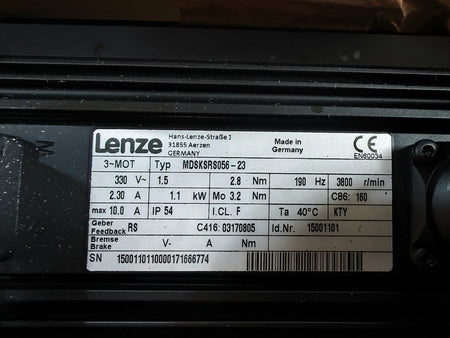 Lenze
Hans-Lenze-Straße 1
31855 Aerzen
GERMANY
Made in
Germany
CE
EN60034
3~MOT Typ MDSKSRS056-23
330 V~ 1.5 2.8 Nm 190 Hz 3800 r/min
2.30 A 1.1 kW Mo 3.2 Nm C86: 160
max 10.0 A IP 54 I.CL. F Ta 40°C KTY
Geber
Feedback RS C416: 03170805 Id.Nr. 15001101
Bremse
Brake V- A Nm
SN 1500110110000171666774